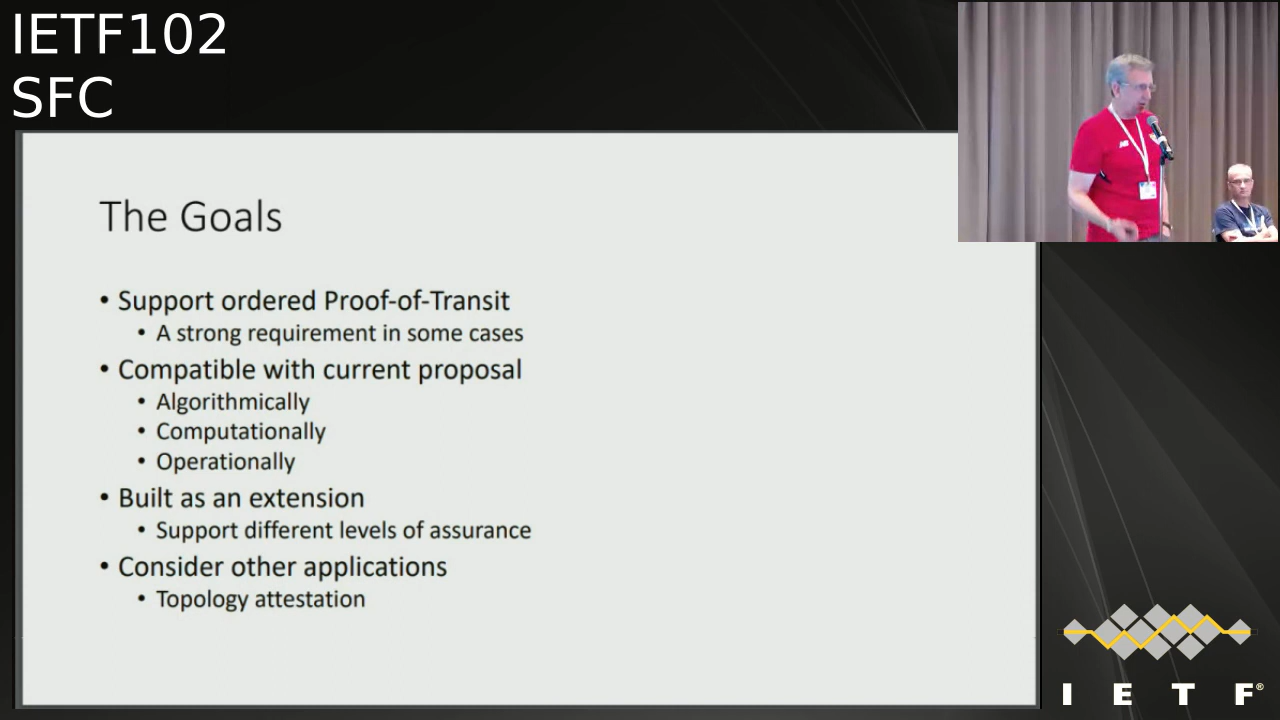 IETF102
SFC
The Goals
• Support ordered Proof-of-Transit
• A strong requirement in some cases
• Compatible with current proposal
• Algorithmically
• Computationally
• Operationally
• Built as an extension
• Support different levels of assurance
• Consider other applications
• Topology attestation
I E T F®